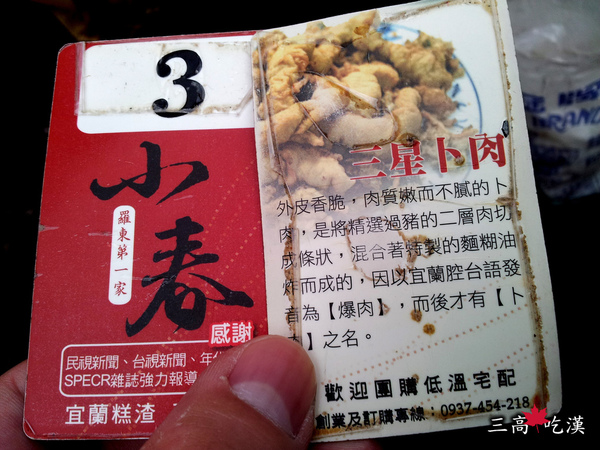 3
小春
羅東第一家
感謝
民視新聞、台視新聞、年
SPECR雜誌強力報導
宜蘭糕渣
三星卜肉
外皮香脆，肉質嫩而不膩的卜
肉，是將精選過豬的二層肉切
成條狀，混合著特製的麵糊油
炸而成的，因以宜蘭腔台語發
音為【爆肉】，而後才有【卜
】之名。
歡迎團購低溫宅配
創業及訂購專線：0937-454-218
三高吃漢